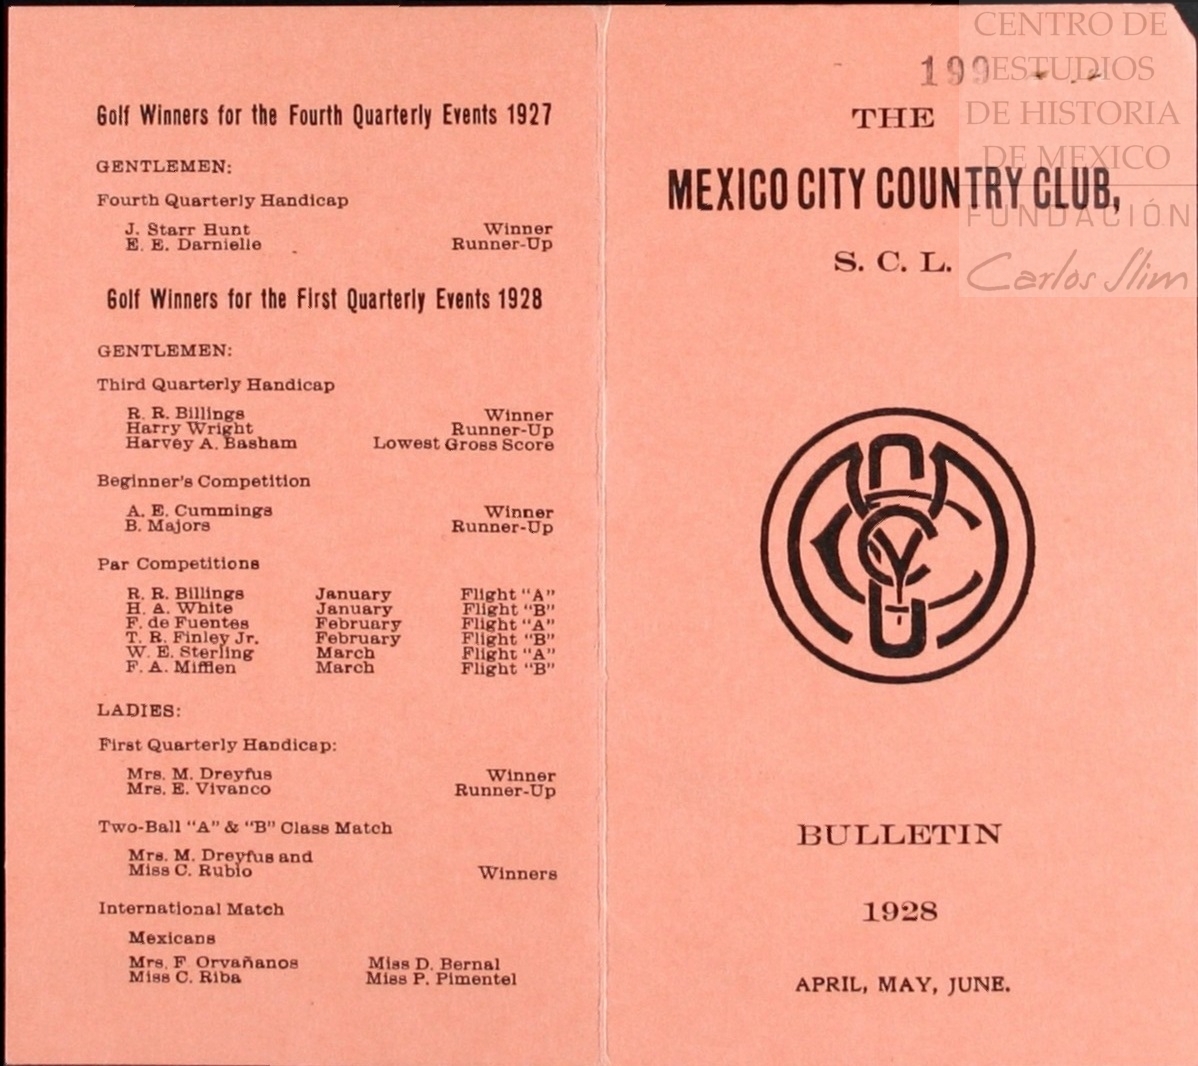 Golf Winners for the Fourth Quarterly Events 1927
GENTLEMEN:
Fourth Quarterly Handicap
J. Starr Hunt Winner
E. E. Darnielle Runner-Up
Golf Winners for the First Quarterly Events 1928
GENTLEMEN:
Third Quarterly Handicap
R. R. Billings Winner
Harry Wright Runner-Up
Harvey A. Basham Lowest Gross Score
Beginner's Competition
A. E. Cummings Winner
B. Majors Runner-Up
Par Competitions
R. R. Billings January Flight "A"
H. A. White January Flight "B"
F. de Fuentes February Flight "A"
T. R. Finley Jr. February Flight "B"
W. E. Sterling March Flight "A"
F. A. Mifflen March Flight "B"
LADIES:
First Quarterly Handicap:
Mrs. M. Dreyfus Winner
Mrs. E. Vivanco Runner-Up
Two-Ball "A" & "B" Class Match
Mrs. M. Dreyfus and
Miss C. Rubio Winners
International Match
Mexicans
Mrs. F Orvañanos Miss D. Bernal
Miss C. Riba Miss P. Pimentel
199
THE
MEXICO CITY COUNTRY CLUB,
S. C. L.
BULLETIN
1928
APRIL, MAY, JUNE.
CENTRO DE
ESTUDIOS
DE HISTORIA
DE MEXICO
FUNDACIÓN
Carlos Slim